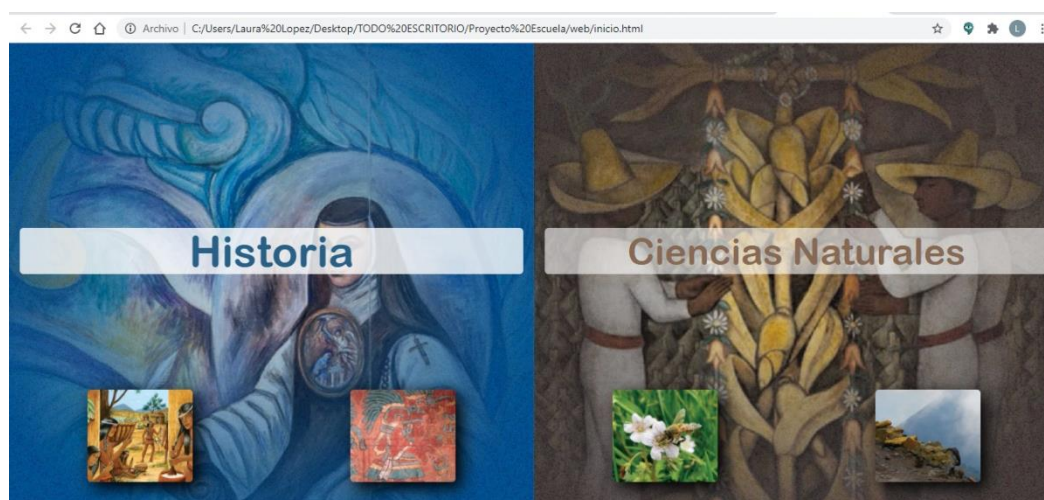 Archivo | C:/Users/Laura%20Lopez/Desktop/TODO%20ESCRITORIO/Proyecto%20Escuela/web/inicio.html
L
Historia
Ciencias Naturales